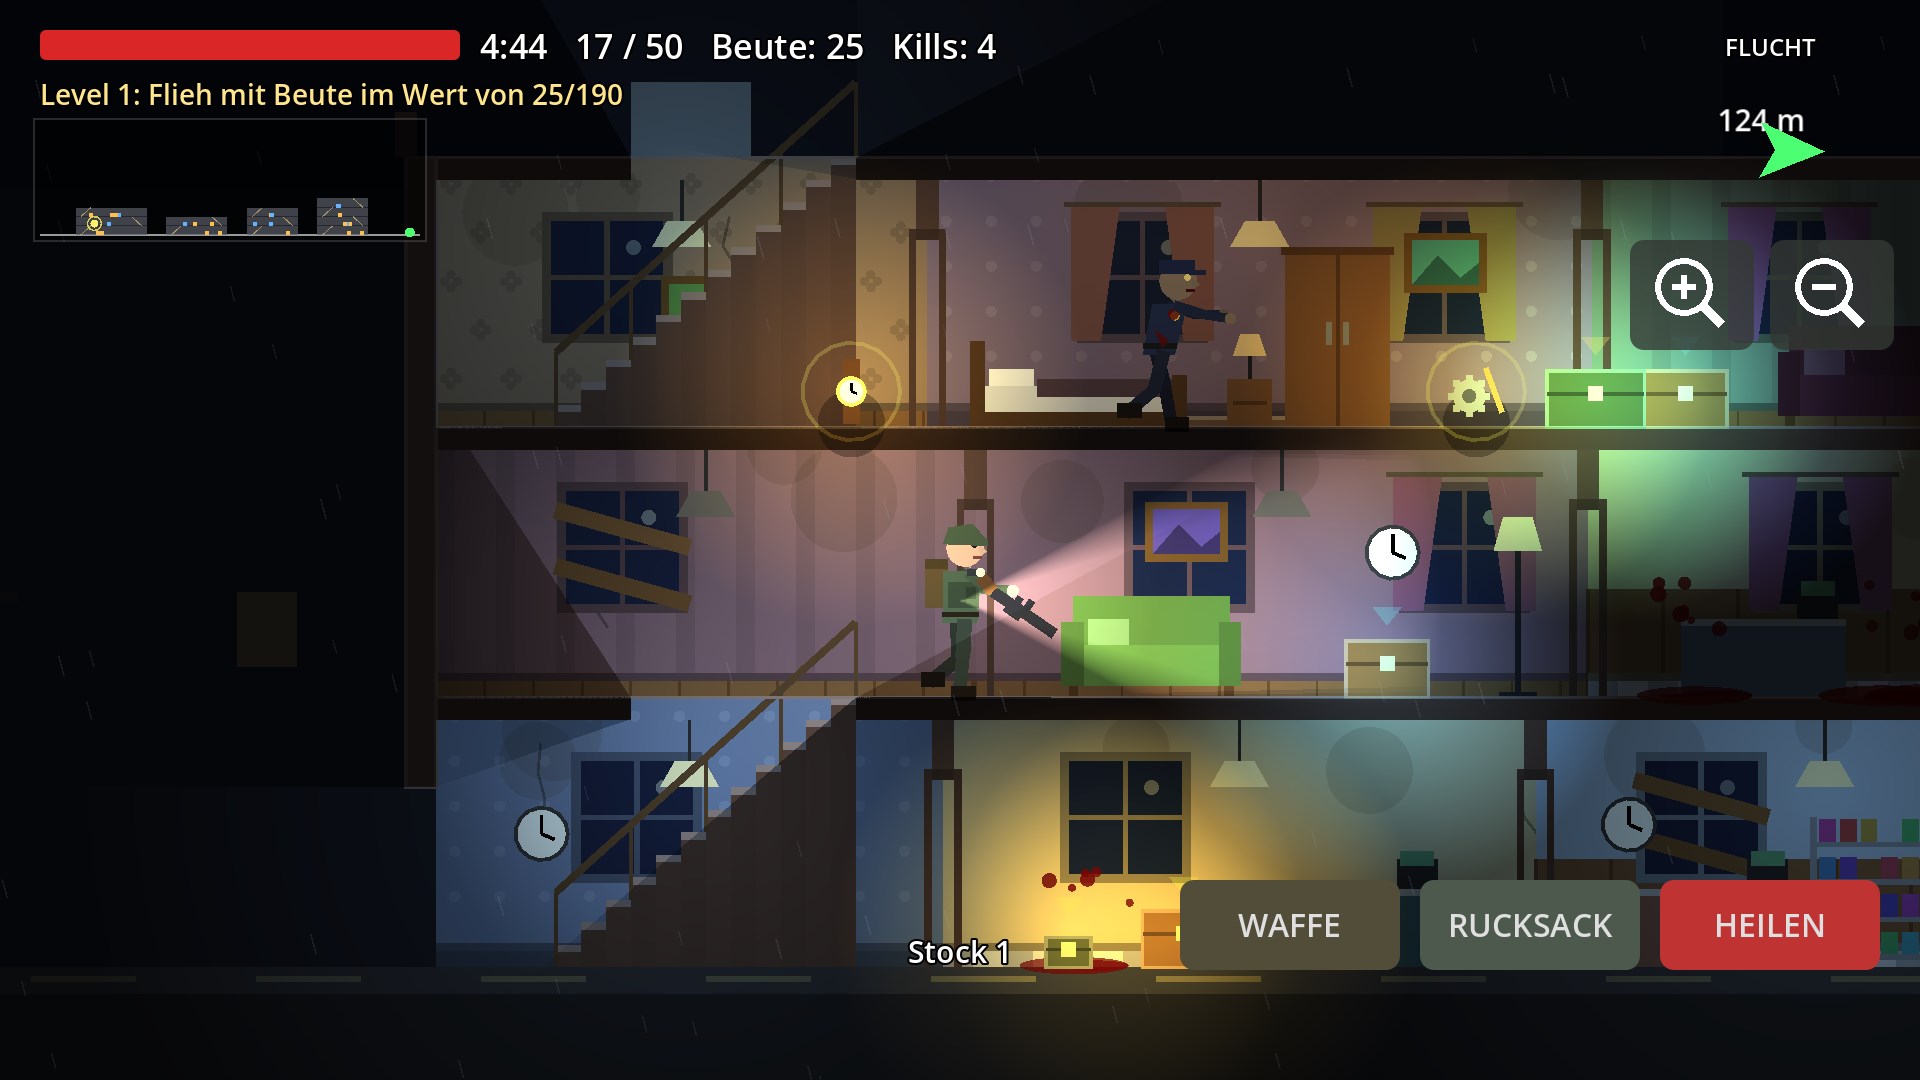 4:44 17 / 50 Beute: 25 Kills: 4
FLUCHT
Level 1: Flieh mit Beute im Wert von 25/190
124 m
WAFFE
RUCKSACK
HEILEN
Stock 1